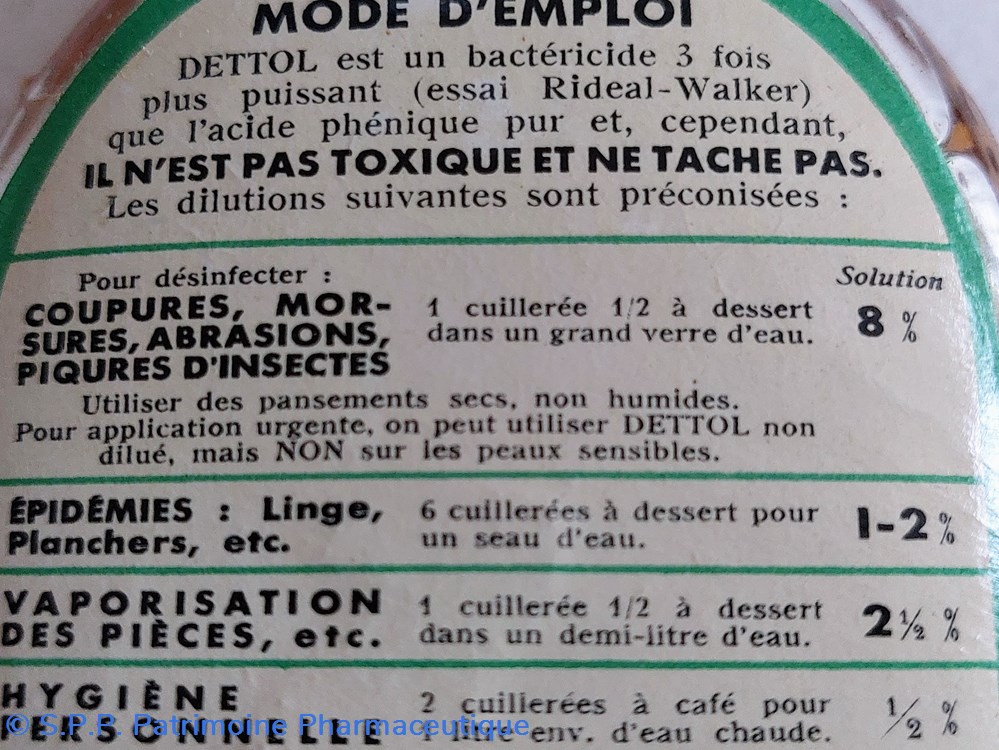 MODE D'EMPLOI
DETTOL est un bactéricide 3 fois
plus puissant (essai Rideal-Walker)
que l'acide phénique pur et, cependant,
IL N'EST PAS TOXIQUE ET NE TACHE PAS.
Les dilutions suivantes sont préconisées :
Pour désinfecter :
Solution
COUPURES, MOR-
SURES, ABRASIONS,
PIQURES D'INSECTES
1 cuillerée 1/2 à dessert
dans un grand verre d'eau.
8 %
Utiliser des pansements secs, non humides.
Pour application urgente, on peut utiliser DETTOL non
dilué, mais NON sur les peaux sensibles.
ÉPIDÉMIES : Linge,
Planchers, etc.
6 cuillerées à dessert pour
un seau d'eau.
1-2 %
VAPORISATION
DES PIÈCES, etc.
1 cuillerée 1/2 à dessert
dans un demi-litre d'eau.
2 ½ %
HYGIÈNE
PERSONNELLE
2 cuillerées à café pour
1 litre env. d'eau chaude.
½ %
© S.P.P. Patrimoine Pharmaceutique